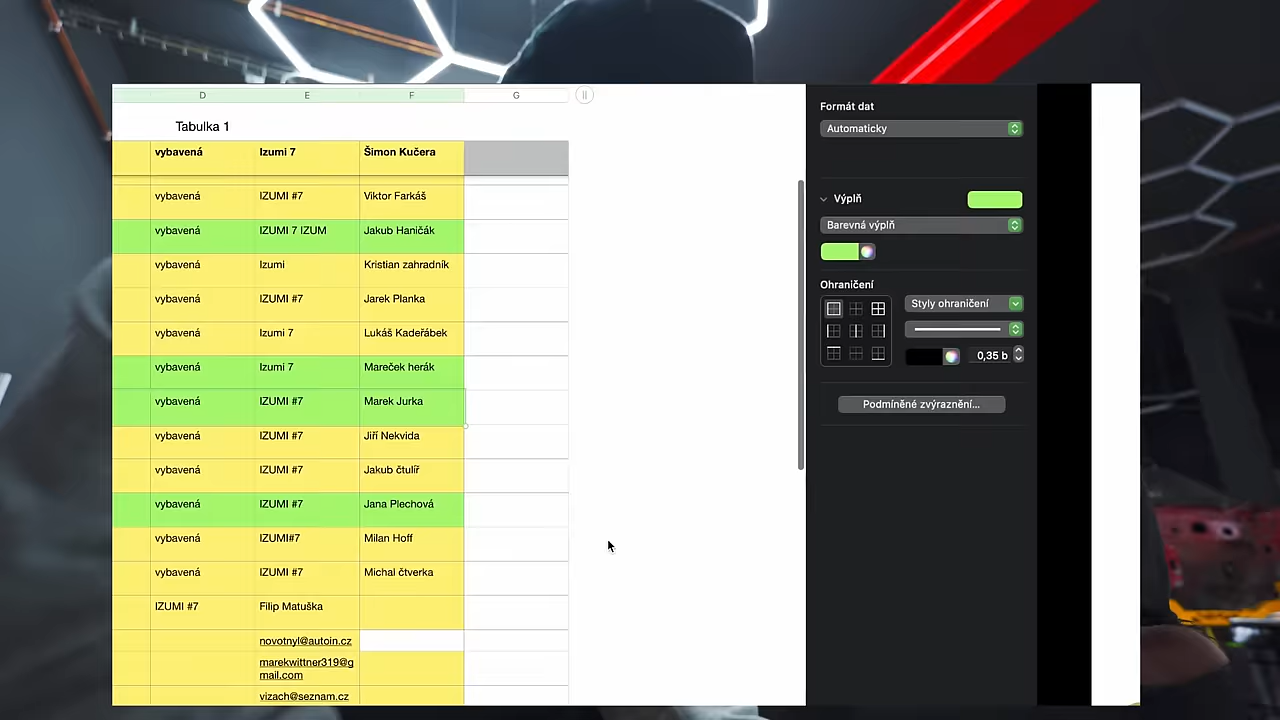 D E F G
Tabulka 1
vybavená Izumi 7 Šimon Kučera
vybavená IZUMI #7 Viktor Farkáš
vybavená IZUMI 7 IZUM Jakub Haničák
vybavená Izumi Kristian zahradník
vybavená IZUMI #7 Jarek Planka
vybavená Izumi 7 Lukáš Kadeřábek
vybavená Izumi 7 Mareček herák
vybavená IZUMI #7 Marek Jurka
vybavená IZUMI #7 Jiří Nekvida
vybavená IZUMI #7 Jakub čtulíř
vybavená IZUMI #7 Jana Plechová
vybavená IZUMI#7 Milan Hoff
vybavená IZUMI #7 Michal čtverka
IZUMI #7 Filip Matuška
novotnyl@autoin.cz
marekwittner319@g
mail.com
vizach@seznam.cz
Formát dat
Automaticky
Výplň
Barevná výplň
Ohraničení
Styly ohraničení
0,35 b
Podmíněné zvýraznění...